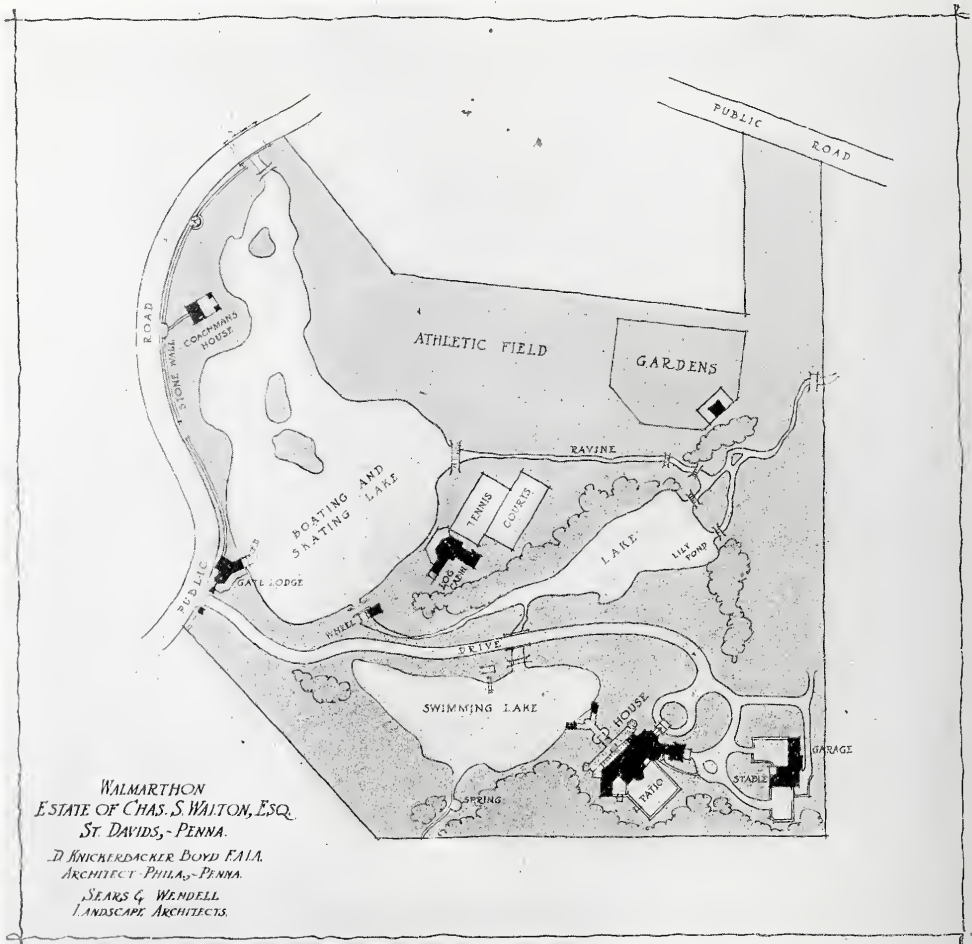 PUBLIC
ROAD
ROAD
COACHMANS
HOUSE
STONE WALL
ATHLETIC FIELD
GARDENS
RAVINE
BOATING AND
SKATING LAKE
TENNIS
COURTS
LOG
CABIN
LAKE
LILY
POND
PUBLIC
GATE LODGE
WHEEL
DRIVE
SWIMMING LAKE
HOUSE
PATIO
GARAGE
STABLE
SPRING
WALMARTHON
ESTATE OF CHAS. S. WALTON, ESQ.
ST. DAVIDS,-PENNA.
D. KNICKERBACKER BOYD F.A.I.A.
ARCHITECT-PHILA,-PENNA.
SEARS & WENDELL
LANDSCAPE ARCHITECTS.